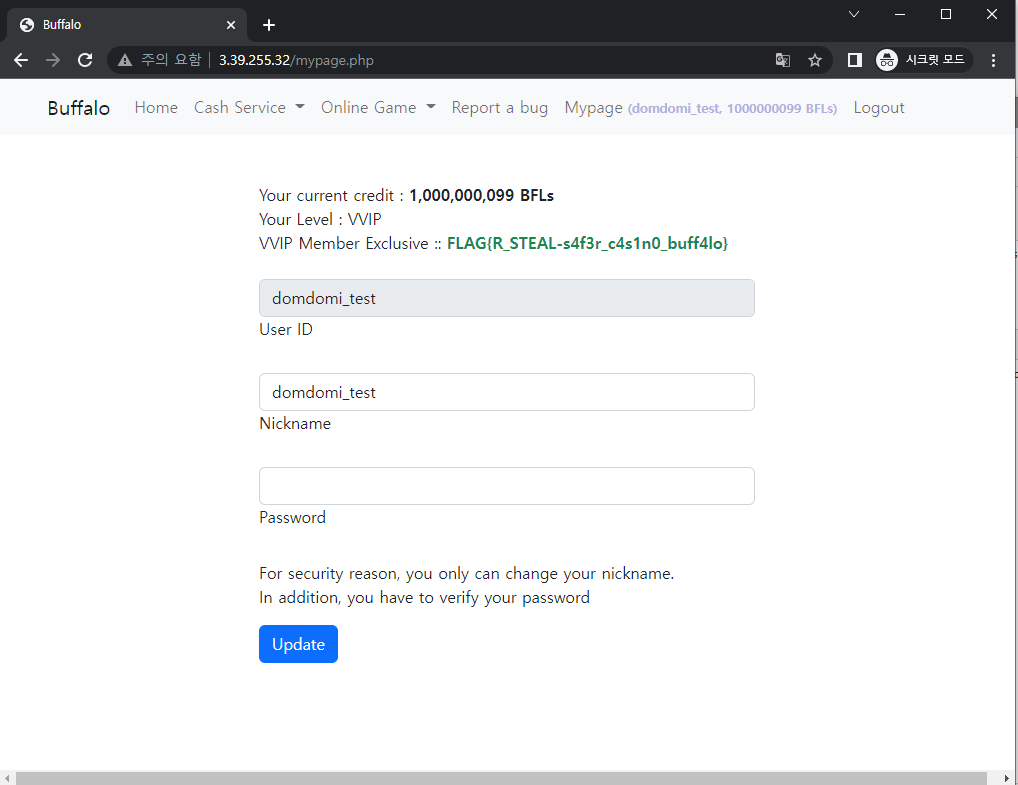 Buffalo
주의 요함 3.39.255.32/mypage.php 시크릿 모드
Buffalo Home Cash Service Online Game Report a bug Mypage (domdomi_test, 1000000099 BFLs) Logout
Your current credit : 1,000,000,099 BFLs
Your Level : VVIP
VVIP Member Exclusive :: FLAG{R_STEAL-s4f3r_c4s1n0_buff4lo}
domdomi_test
User ID
domdomi_test
Nickname
Password
For security reason, you only can change your nickname.
In addition, you have to verify your password
Update